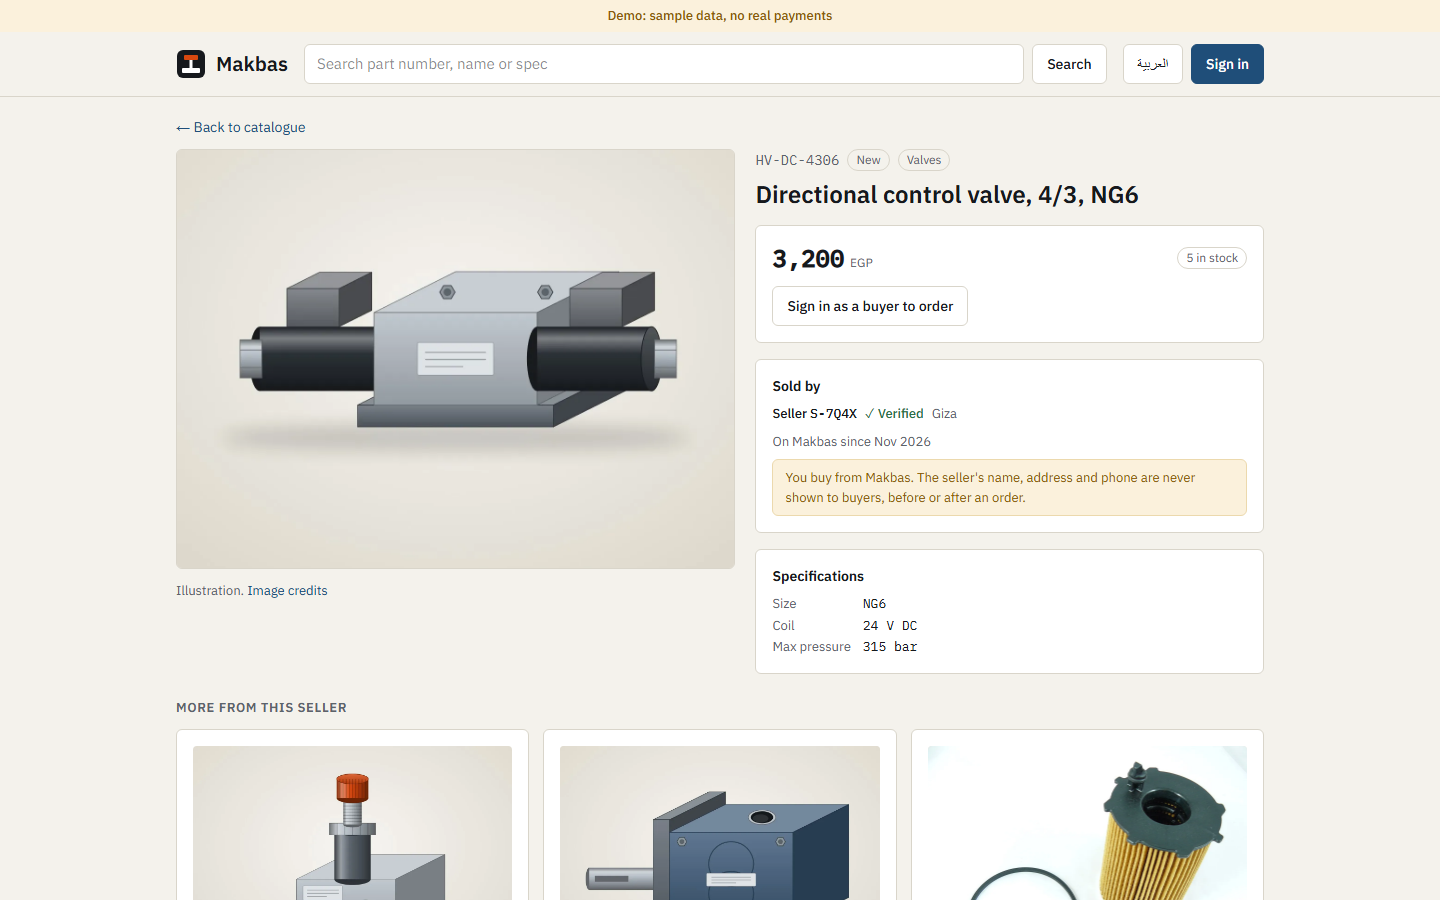 Demo: sample data, no real payments
Makbas
Search part number, name or spec
Search
العربية
Sign in
← Back to catalogue
HV-DC-4306
New
Valves
Directional control valve, 4/3, NG6
3,200 EGP
5 in stock
Sign in as a buyer to order
Sold by
Seller S-7Q4X ✓ Verified Giza
On Makbas since Nov 2026
You buy from Makbas. The seller's name, address and phone are never
shown to buyers, before or after an order.
Illustration. Image credits
Specifications
Size NG6
Coil 24 V DC
Max pressure 315 bar
MORE FROM THIS SELLER